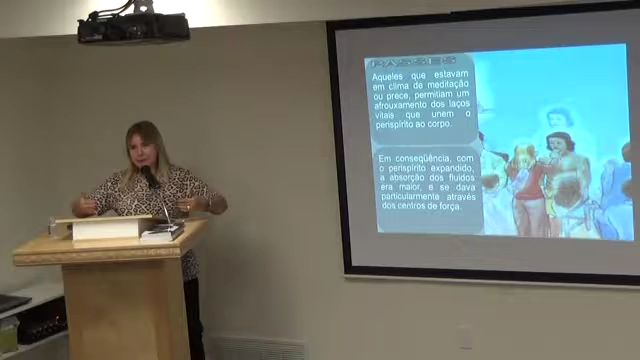 PASSES
Aqueles que estavam
em clima de meditação
ou prece, permitiam um
afrouxamento dos laços
vitais que unem o
perispírito ao corpo.
Em conseqüência, com
o perispírito expandido,
a absorção dos fluidos
era maior, e se dava
particularmente através
dos centros de força.